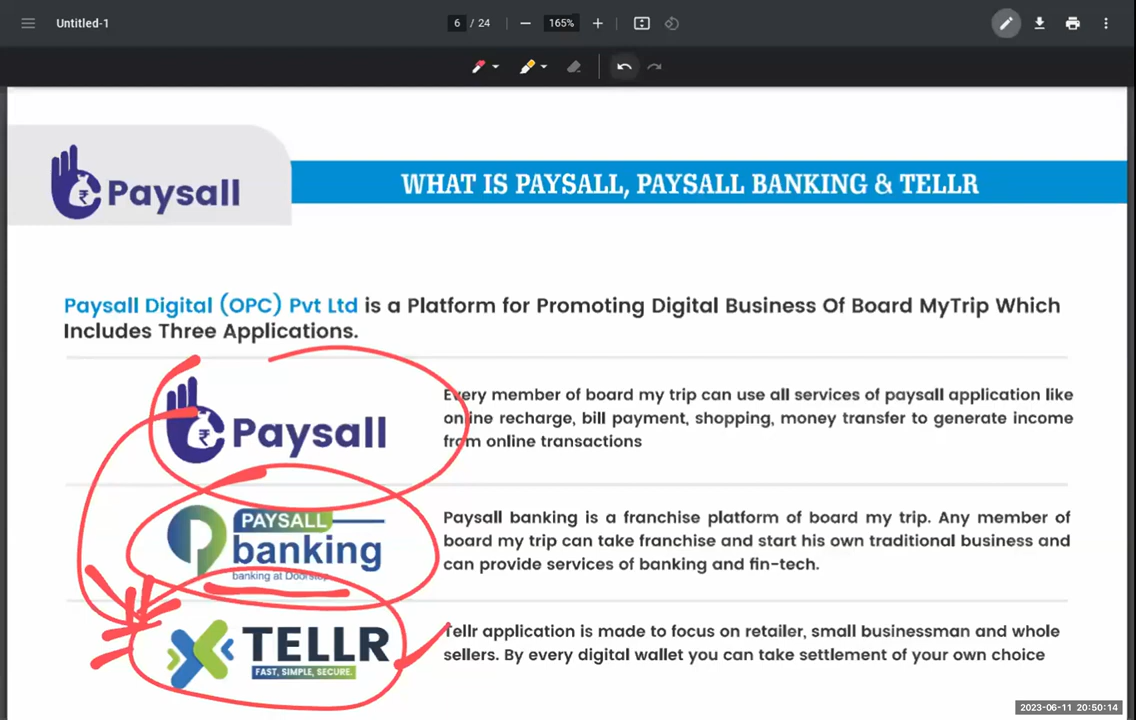 Untitled-1
6 / 24
165%
Paysall
WHAT IS PAYSALL, PAYSALL BANKING & TELLR
Paysall Digital (OPC) Pvt Ltd is a Platform for Promoting Digital Business Of Board MyTrip Which
Includes Three Applications.
Paysall
Every member of board my trip can use all services of paysall application like
online recharge, bill payment, shopping, money transfer to generate income
from online transactions
PAYSALL
banking
banking at Doorstep
Paysall banking is a franchise platform of board my trip. Any member of
board my trip can take franchise and start his own traditional business and
can provide services of banking and fin-tech.
TELLR
FAST, SIMPLE, SECURE.
Tellr application is made to focus on retailer, small businessman and whole
sellers. By every digital wallet you can take settlement of your own choice
2023-06-11 20:50:14